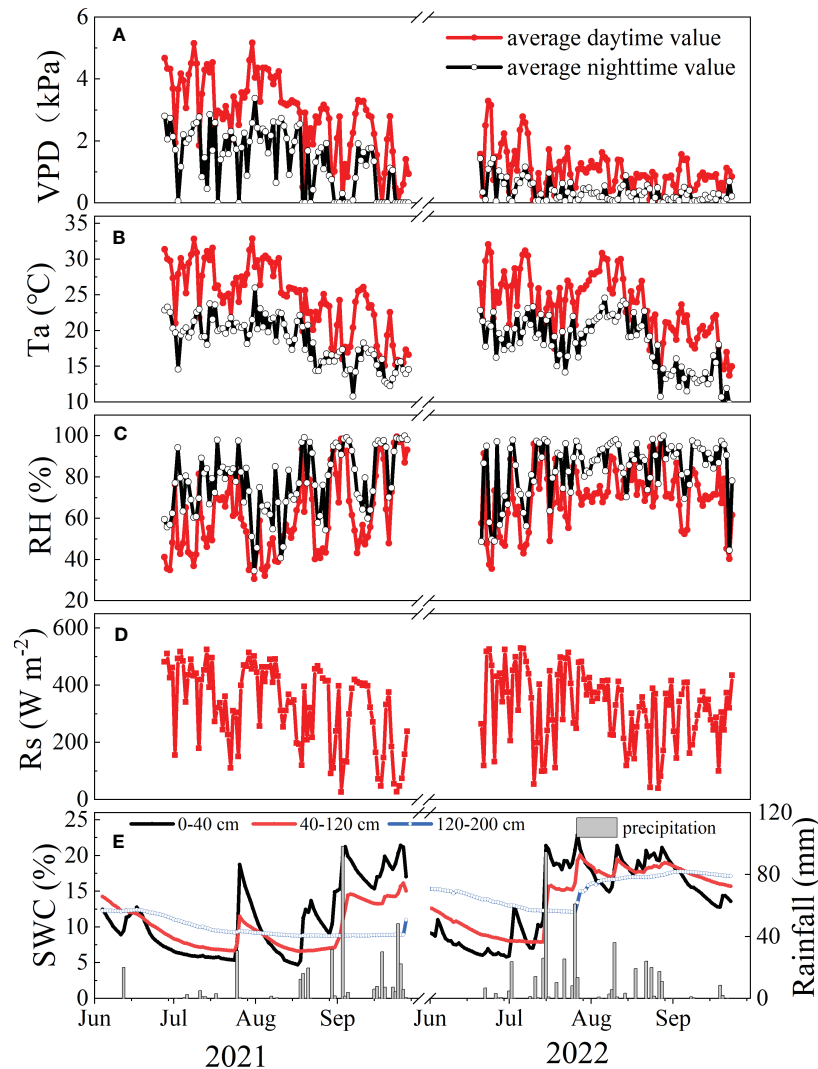 A
average daytime value
average nighttime value
VPD (kPa)
6
4
2
0
B
Ta (℃)
35
30
25
20
15
10
C
RH (%)
100
80
60
40
20
D
Rs (W m-2)
600
400
200
0
E
0-40 cm 40-120 cm 120-200 cm precipitation
SWC (%)
25
20
15
10
5
0
120
80
40
0
Rainfall (mm)
Jun Jul Aug Sep Jun Jul Aug Sep
2021 2022